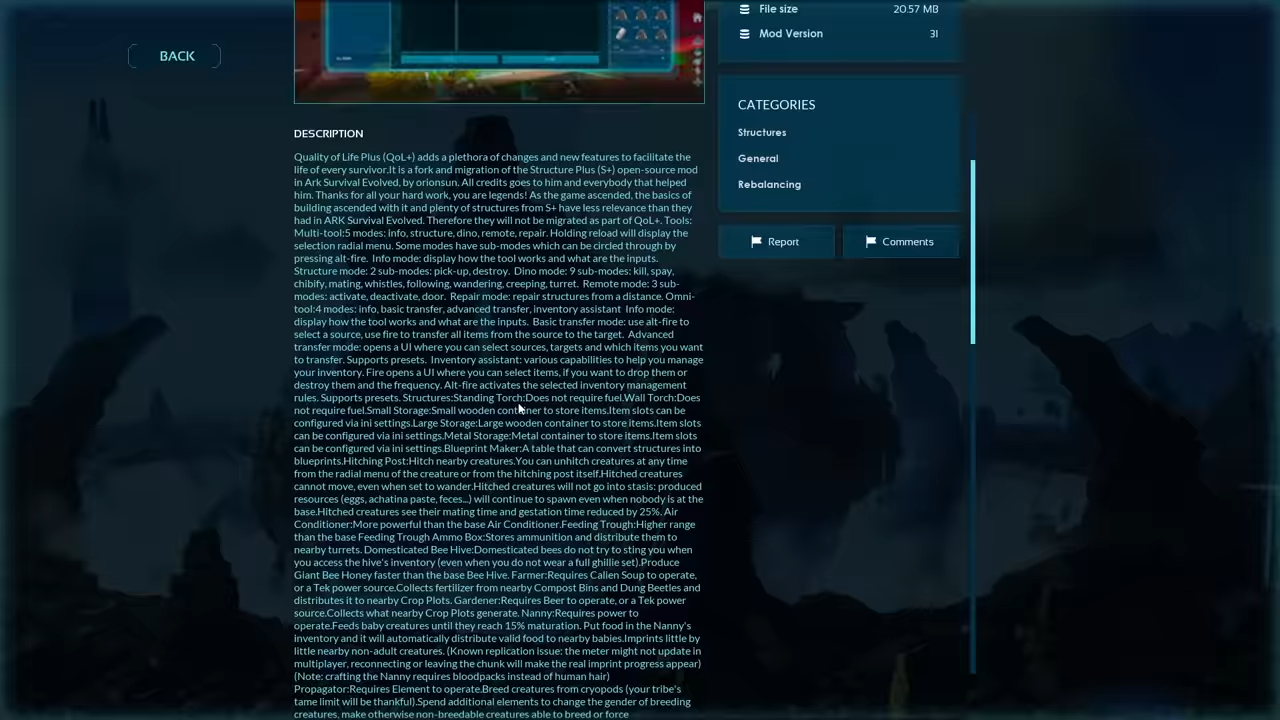 File size 20.57 MB
BACK
Mod Version 31
CATEGORIES
Structures
General
Rebalancing
Report Comments
DESCRIPTION
Quality of Life Plus (QoL+) adds a plethora of changes and new features to facilitate the
life of every survivor.It is a fork and migration of the Structure Plus (S+) open-source mod
in Ark Survival Evolved, by orionsun. All credits goes to him and everybody that helped
him. Thanks for all your hard work, you are legends! As the game ascended, the basics of
building ascended with it and plenty of structures from S+ have less relevance than they
had in ARK Survival Evolved. Therefore they will not be migrated as part of QoL+. Tools:
Multi-tool:5 modes: info, structure, dino, remote, repair. Holding reload will display the
selection radial menu. Some modes have sub-modes which can be circled through by
pressing alt-fire.  Info mode: display how the tool works and what are the inputs.
Structure mode: 2 sub-modes: pick-up, destroy.  Dino mode: 9 sub-modes: kill, spay,
chibify, mating, whistles, following, wandering, creeping, turret.  Remote mode: 3 sub-
modes: activate, deactivate, door.  Repair mode: repair structures from a distance. Omni-
tool:4 modes: info, basic transfer, advanced transfer, inventory assistant  Info mode:
display how the tool works and what are the inputs.  Basic transfer mode: use alt-fire to
select a source, use fire to transfer all items from the source to the target.  Advanced
transfer mode: opens a UI where you can select sources, targets and which items you want
to transfer. Supports presets.  Inventory assistant: various capabilities to help you manage
your inventory. Fire opens a UI where you can select items, if you want to drop them or
destroy them and the frequency. Alt-fire activates the selected inventory management
rules. Supports presets. Structures:Standing Torch:Does not require fuel.Wall Torch:Does
not require fuel.Small Storage:Small wooden container to store items.Item slots can be
configured via ini settings.Large Storage:Large wooden container to store items.Item slots
can be configured via ini settings.Metal Storage:Metal container to store items.Item slots
can be configured via ini settings.Blueprint Maker:A table that can convert structures into
blueprints.Hitching Post:Hitch nearby creatures.You can unhitch creatures at any time
from the radial menu of the creature or from the hitching post itself.Hitched creatures
cannot move, even when set to wander.Hitched creatures will not go into stasis: produced
resources (eggs, achatina paste, feces...) will continue to spawn even when nobody is at the
base.Hitched creatures see their mating time and gestation time reduced by 25%. Air
Conditioner:More powerful than the base Air Conditioner.Feeding Trough:Higher range
than the base Feeding Trough Ammo Box:Stores ammunition and distribute them to
nearby turrets. Domesticated Bee Hive:Domesticated bees do not try to sting you when
you access the hive's inventory (even when you do not wear a full ghillie set).Produce
Giant Bee Honey faster than the base Bee Hive. Farmer:Requires Calien Soup to operate,
or a Tek power source.Collects fertilizer from nearby Compost Bins and Dung Beetles and
distributes it to nearby Crop Plots. Gardener:Requires Beer to operate, or a Tek power
source.Collects what nearby Crop Plots generate. Nanny:Requires power to
operate.Feeds baby creatures until they reach 15% maturation. Put food in the Nanny's
inventory and it will automatically distribute valid food to nearby babies.Imprints little by
little nearby non-adult creatures. (Known replication issue: the meter might not update in
multiplayer, reconnecting or leaving the chunk will make the real imprint progress appear)
(Note: crafting the Nanny requires bloodpacks instead of human hair)
Propagator:Requires Element to operate.Breed creatures from cryopods (your tribe's
tame limit will be thankful).Spend additional elements to change the gender of breeding
creatures, make otherwise non-breedable creatures able to breed or force